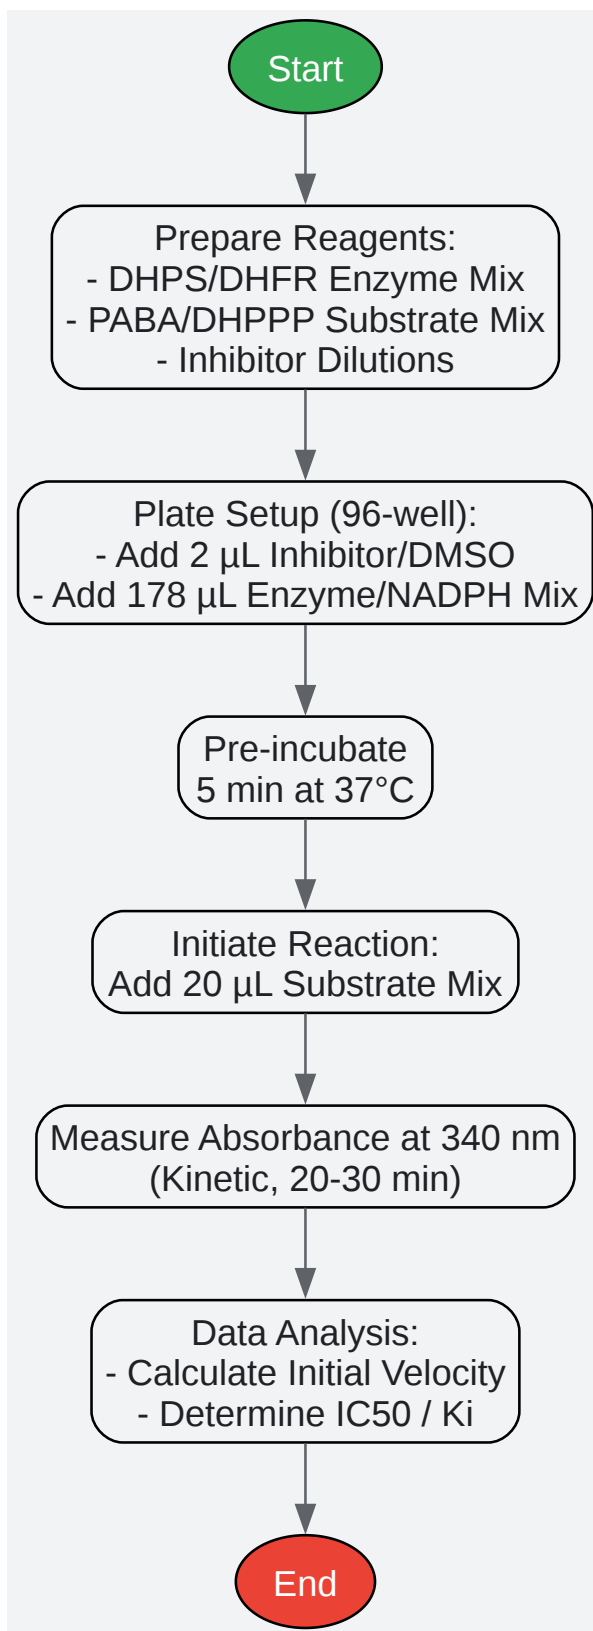 Start
Prepare Reagents:
- DHPS/DHFR Enzyme Mix
- PABA/DHPPP Substrate Mix
- Inhibitor Dilutions
Plate Setup (96-well):
- Add 2 µL Inhibitor/DMSO
- Add 178 µL Enzyme/NADPH Mix
Pre-incubate
5 min at 37°C
Initiate Reaction:
Add 20 µL Substrate Mix
Measure Absorbance at 340 nm
(Kinetic, 20-30 min)
Data Analysis:
- Calculate Initial Velocity
- Determine IC50 / Ki
End